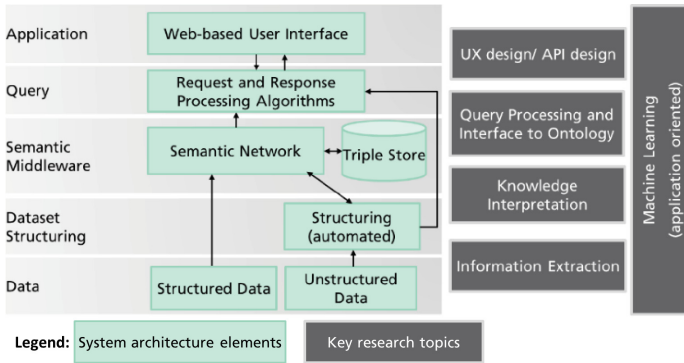 Application
Web-based User Interface
Query
Request and Response
Processing Algorithms
Semantic
Middleware
Semantic Network
Triple Store
Dataset
Structuring
Structuring
(automated)
Data
Structured Data
Unstructured
Data
UX design/ API design
Query Processing and
Interface to Ontology
Knowledge
Interpretation
Information Extraction
Machine Learning
(application oriented)
Legend:
System architecture elements
Key research topics